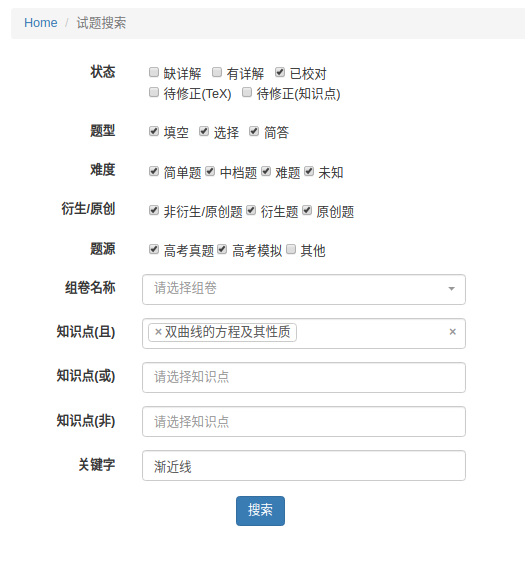 Home / 试题搜索
状态 缺详解 有详解 已校对
待修正(TeX) 待修正(知识点)
题型 填空 选择 简答
难度 简单题 中档题 难题 未知
衍生/原创 非衍生/原创题 衍生题 原创题
题源 高考真题 高考模拟 其他
组卷名称 请选择组卷
知识点(且) × 双曲线的方程及其性质 ×
知识点(或) 请选择知识点
知识点(非) 请选择知识点
关键字 渐近线
搜索